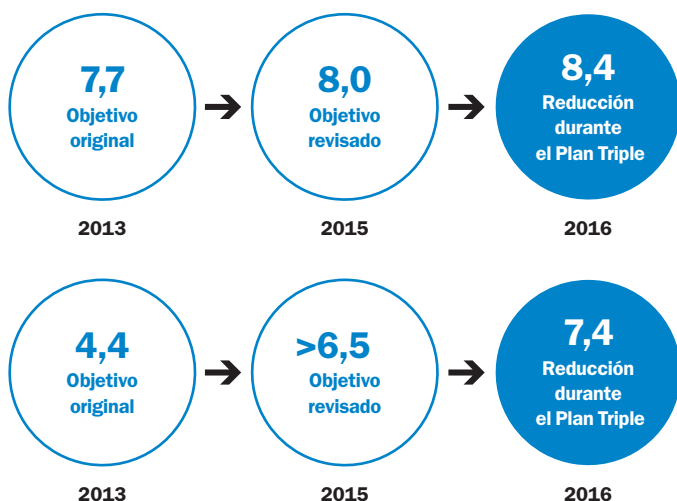 7,7
Objetivo
original
8,0
Objetivo
revisado
8,4
Reducción
durante
el Plan Triple
2013
2015
2016
4,4
Objetivo
original
>6,5
Objetivo
revisado
7,4
Reducción
durante
el Plan Triple
2013
2015
2016